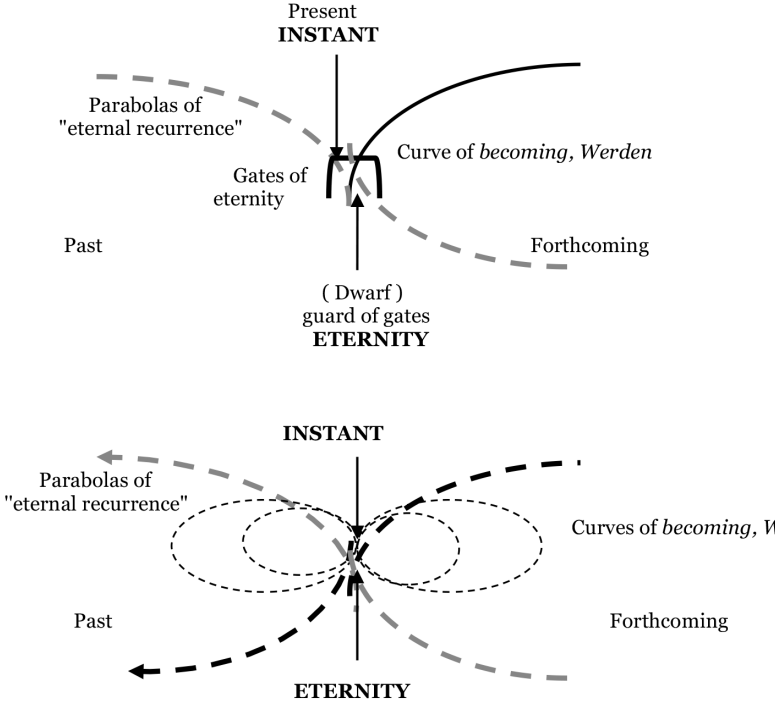 Present
INSTANT
Parabolas of
"eternal recurrence"
Curve of becoming, Werden
Gates of
eternity
Past
Forthcoming
( Dwarf )
guard of gates
ETERNITY
INSTANT
Parabolas of
"eternal recurrence"
Curves of becoming, W
Past
Forthcoming
ETERNITY